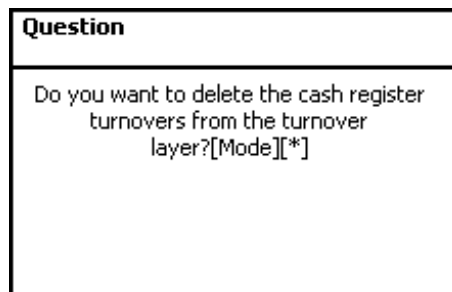 Question
Do you want to delete the cash register
turnovers from the turnover
layer?[Mode][*]